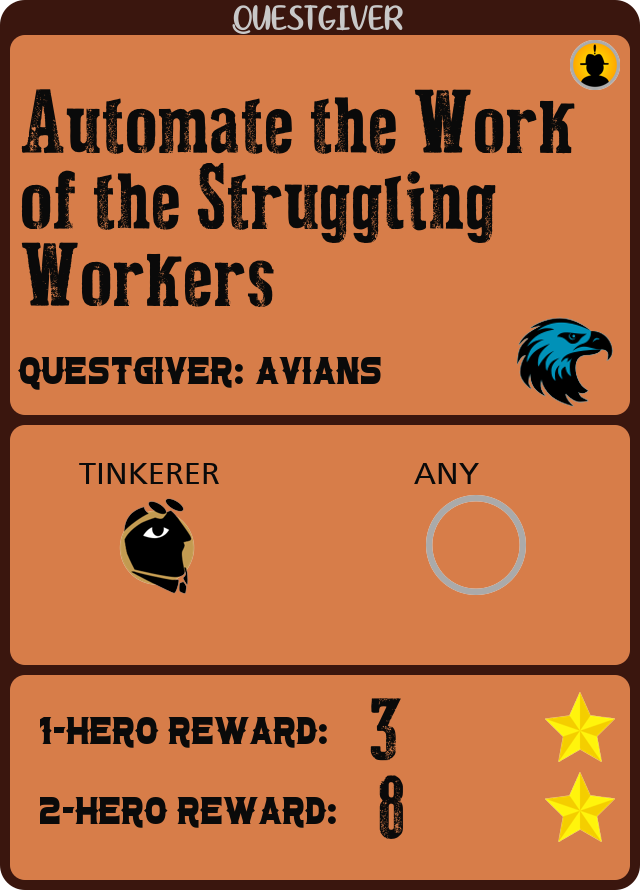 QUESTGIVER
Automate the Work
of the Struggling
Workers
QUESTGIVER: AVIANS
TINKERER ANY
1-HERO REWARD: 3
2-HERO REWARD: 8